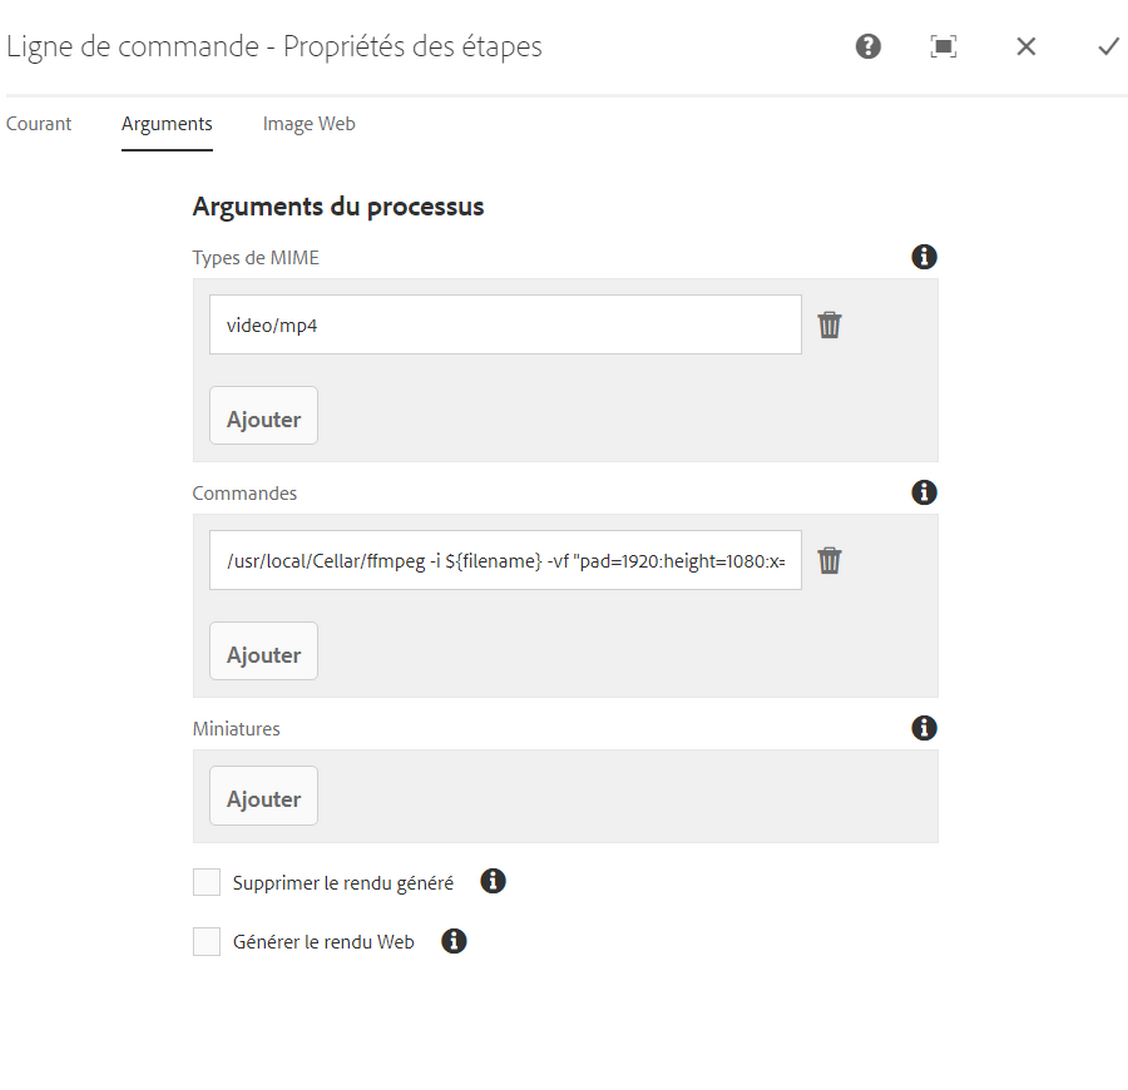 Ligne de commande - Propriétés des étapes
Courant Arguments Image Web
Arguments du processus
Types de MIME
video/mp4
Ajouter
Commandes
/usr/local/Cellar/ffmpeg -i ${filename} -vf "pad=1920:height=1080:x=
Ajouter
Miniatures
Ajouter
Supprimer le rendu généré
Générer le rendu Web